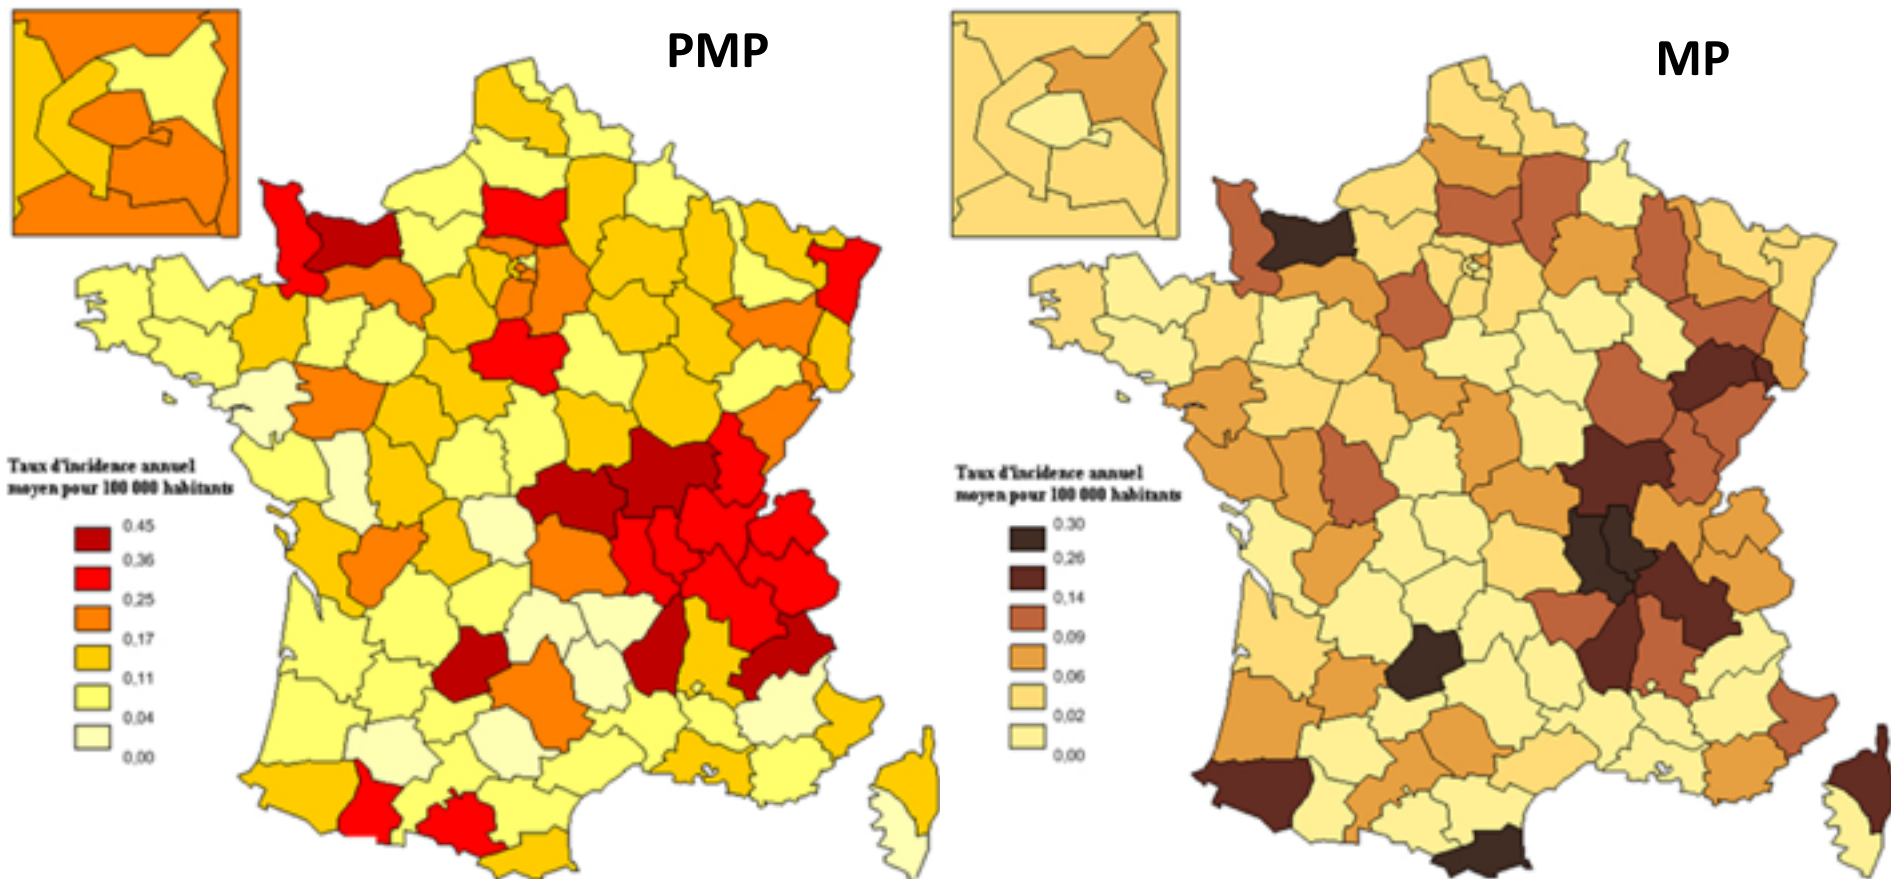 PMP
MP
Taux d'incidence annuel
moyen pour 100 000 habitants
0.45
0,36
0,25
0,17
0,11
0,04
0,00
Taux d'incidence annuel
moyen pour 100 000 habitants
0.30
0,26
0,14
0,09
0,06
0,02
0,00